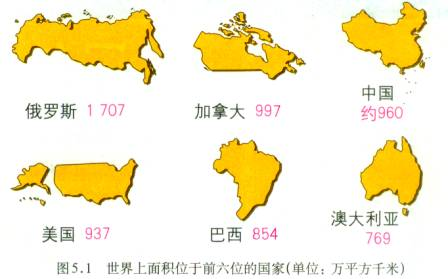 俄罗斯 1 707
加拿大 997
中国
约960
美国 937
巴西 854
澳大利亚
769
图5.1 世界上面积位于前六位的国家(单位：万平方千米)